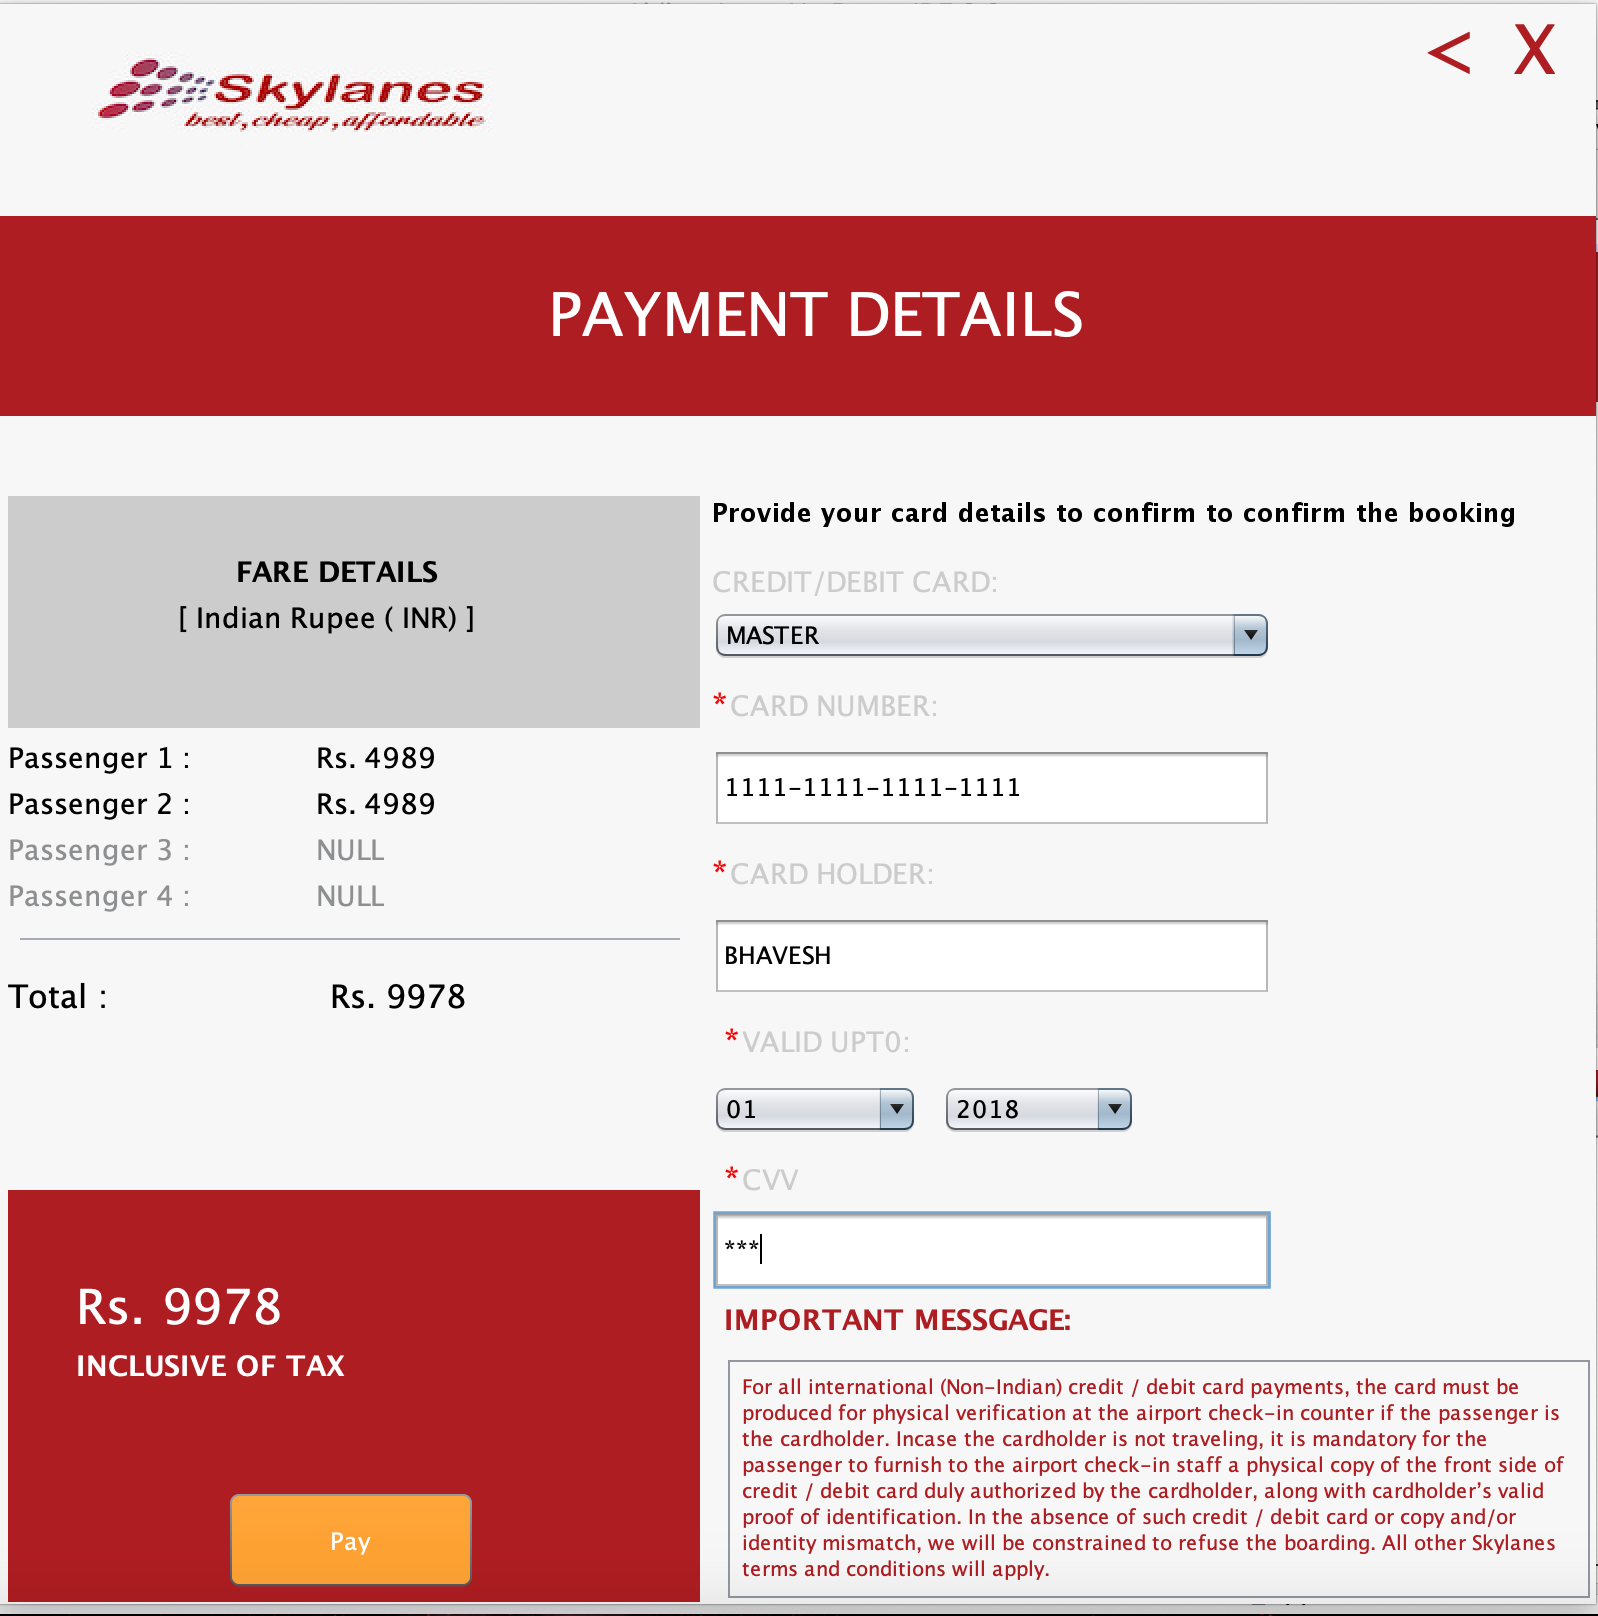 < X
Skylanes
best,cheap,affordable
PAYMENT DETAILS
FARE DETAILS
[ Indian Rupee ( INR) ]
Passenger 1 : Rs. 4989
Passenger 2 : Rs. 4989
Passenger 3 : NULL
Passenger 4 : NULL
Total : Rs. 9978
Rs. 9978
INCLUSIVE OF TAX
Pay
Provide your card details to confirm to confirm the booking
CREDIT/DEBIT CARD:
MASTER
*CARD NUMBER:
1111-1111-1111-1111
*CARD HOLDER:
BHAVESH
*VALID UPT0:
01 2018
*CVV
***
IMPORTANT MESSGAGE:
For all international (Non-Indian) credit / debit card payments, the card must be
produced for physical verification at the airport check-in counter if the passenger is
the cardholder. Incase the cardholder is not traveling, it is mandatory for the
passenger to furnish to the airport check-in staff a physical copy of the front side of
credit / debit card duly authorized by the cardholder, along with cardholder's valid
proof of identification. In the absence of such credit / debit card or copy and/or
identity mismatch, we will be constrained to refuse the boarding. All other Skylanes
terms and conditions will apply.